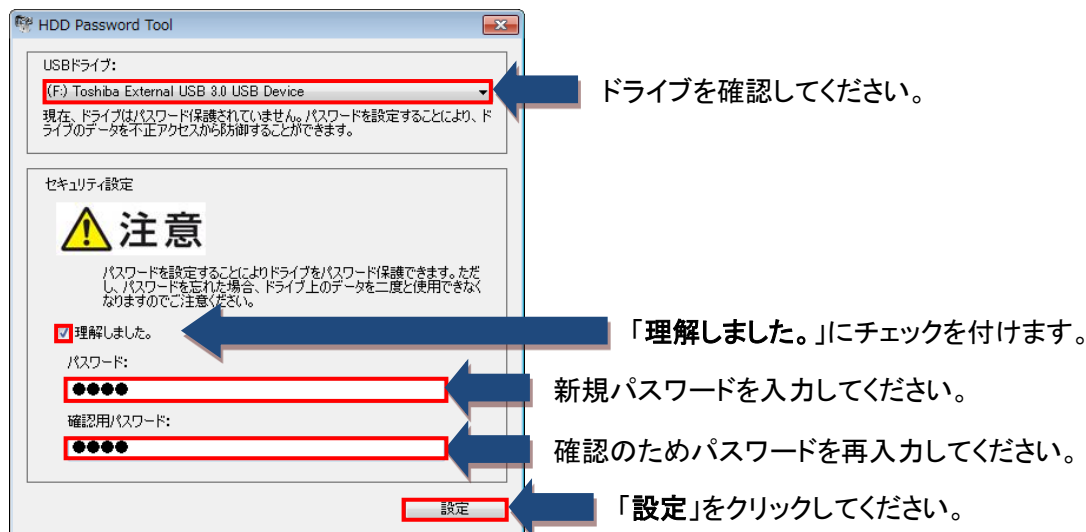 HDD Password Tool
USBドライブ:
(F:) Toshiba External USB 3.0 USB Device
ドライブを確認してください。
現在、ドライブはパスワード保護されていません。パスワードを設定することにより、ド
ライブのデータを不正アクセスから防御することができます。
セキュリティ設定
注意
パスワードを設定することによりドライブをパスワード保護できます。ただ
し、パスワードを忘れた場合、ドライブ上のデータを二度と使用できなく
なりますのでご注意ください。
理解しました。
「理解しました。」にチェックを付けます。
パスワード:
●●●●
新規パスワードを入力してください。
確認用パスワード:
●●●●
確認のためパスワードを再入力してください。
設定
「設定」をクリックしてください。